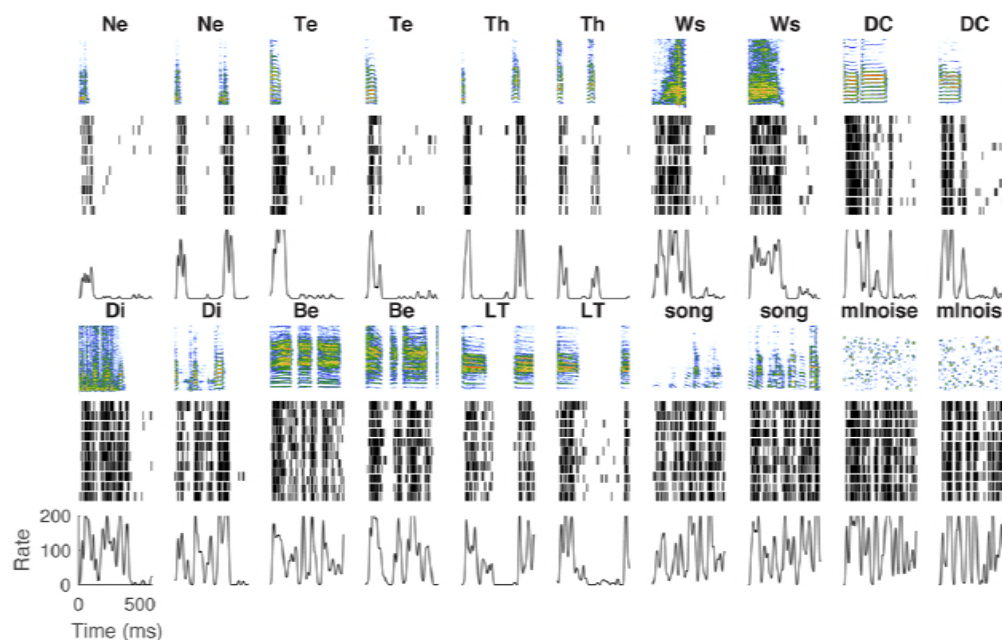 Ne Ne Te Te Th Th Ws Ws DC DC
Di Di Be Be LT LT song song mlnoise mlnois
Rate
200
100
0
0 500
Time (ms)